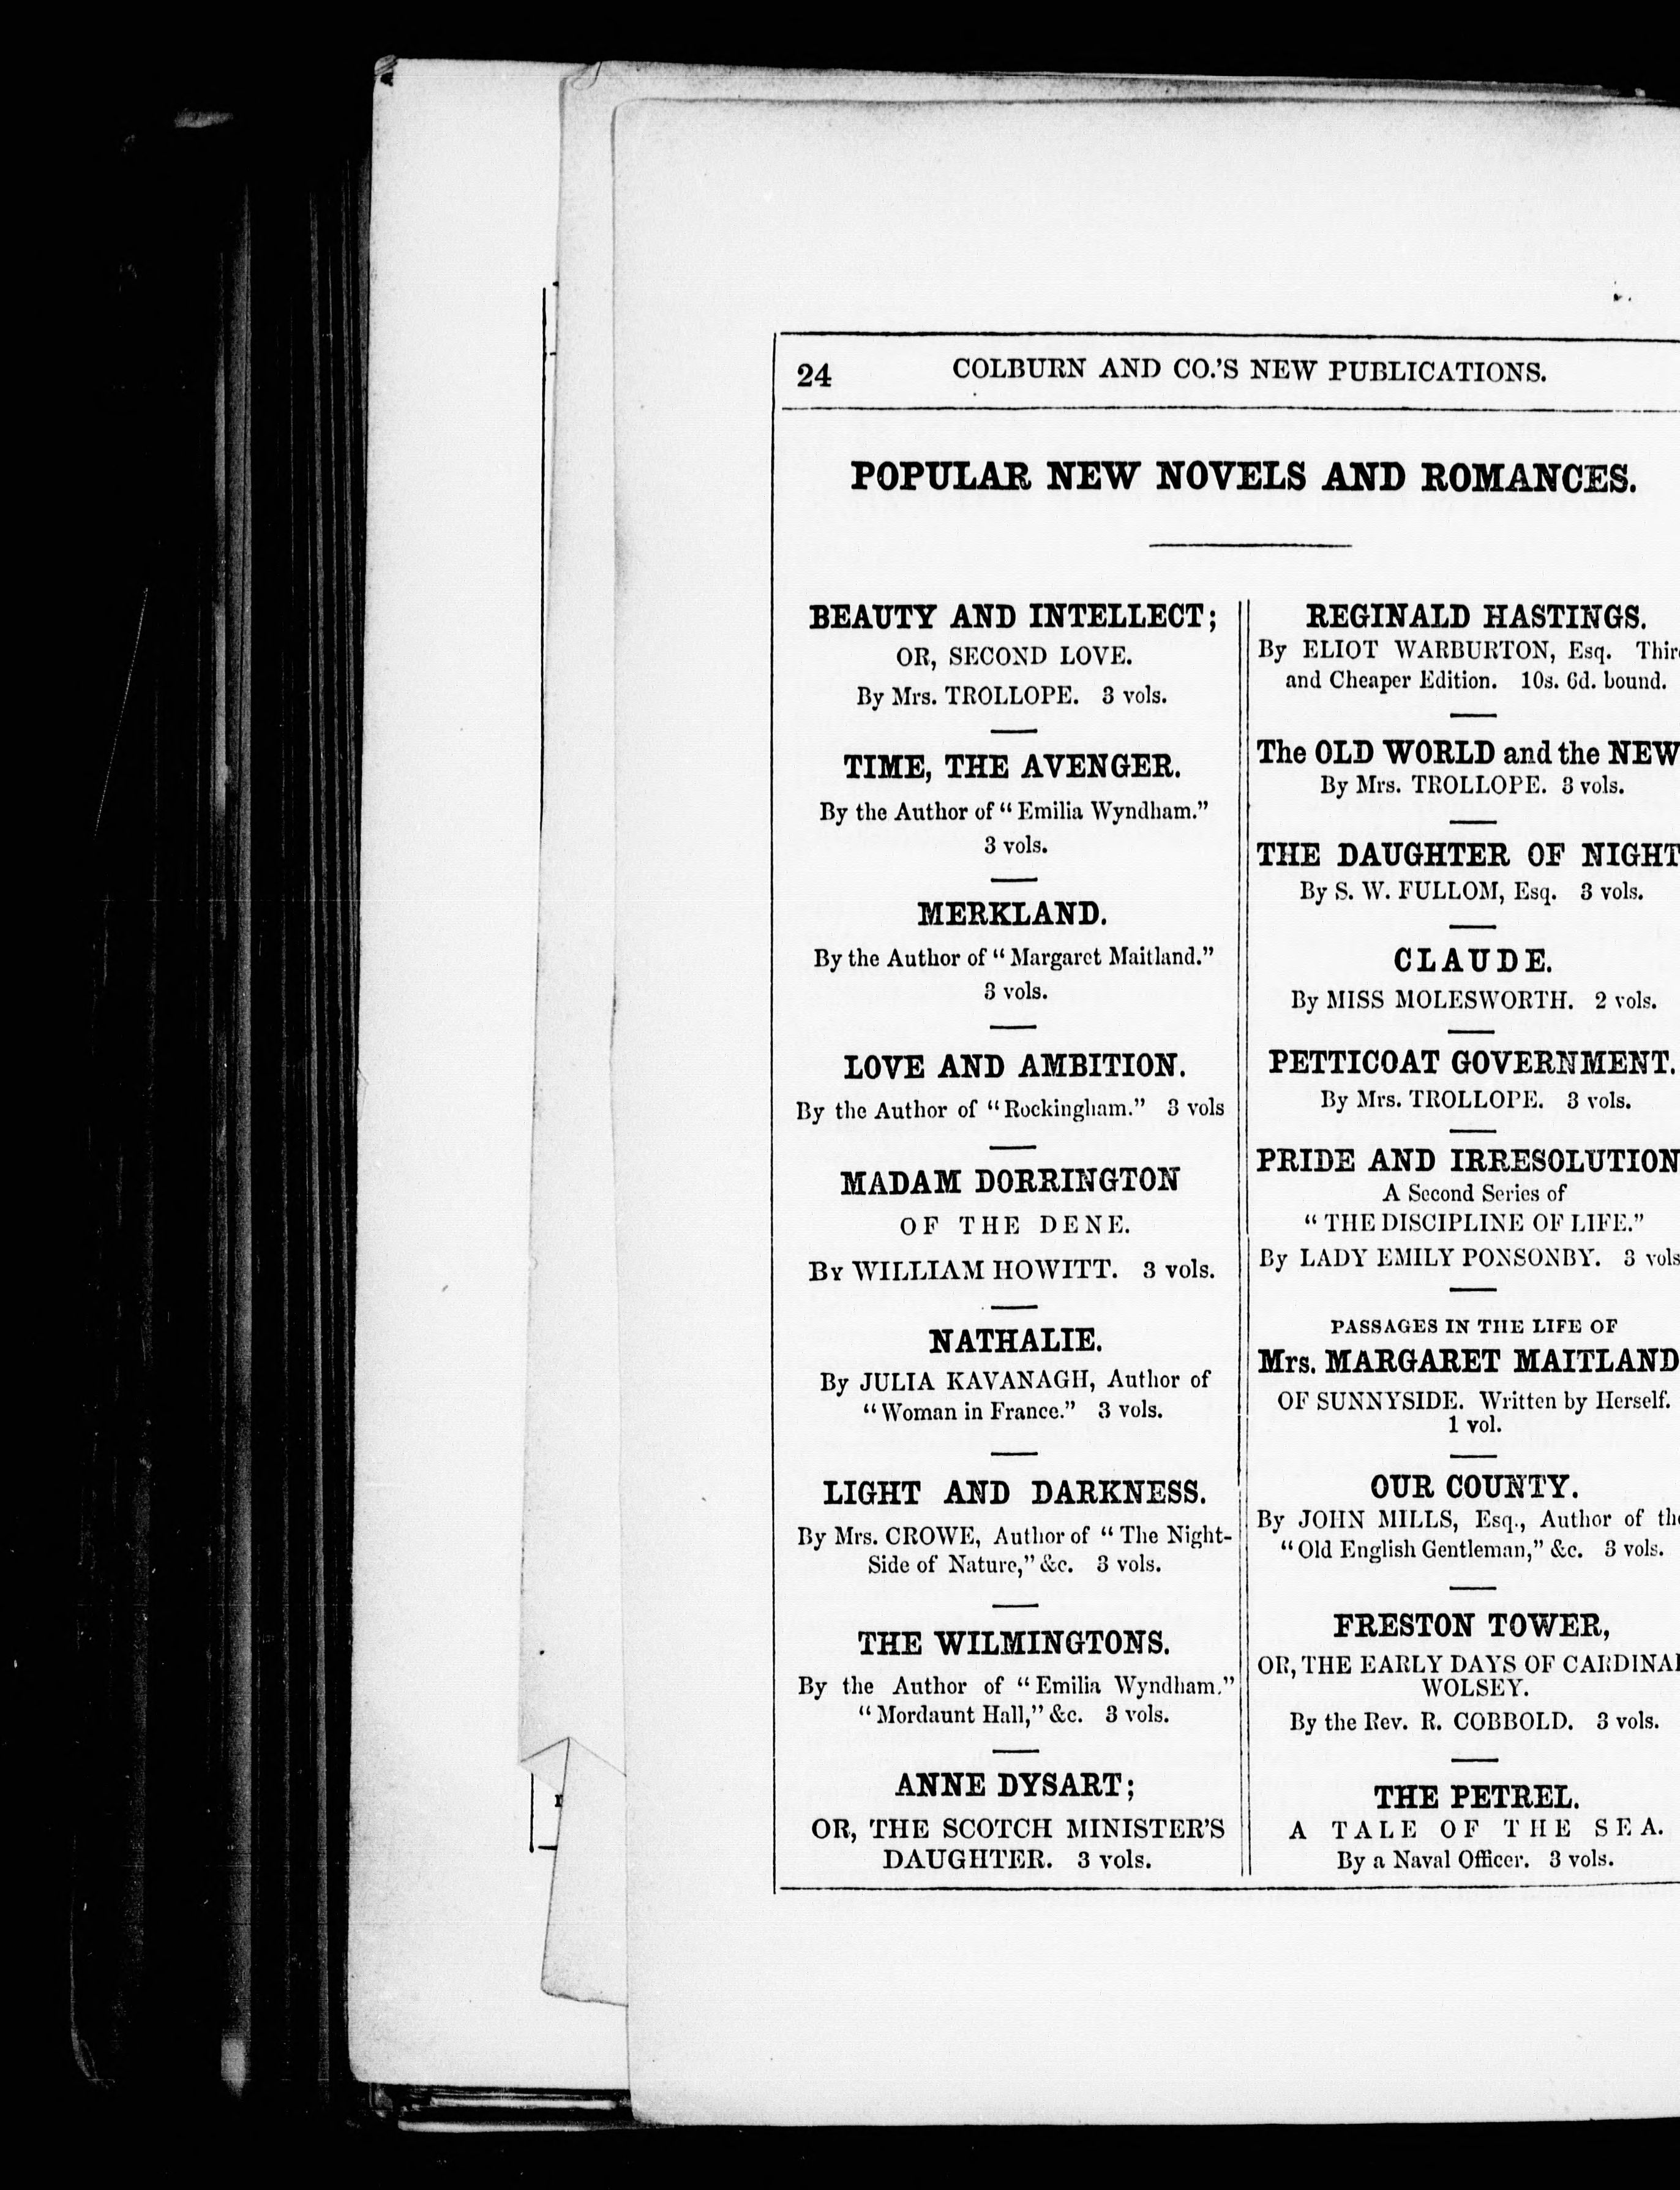 24 COLBURN AND CO.'S NEW PUBLICATIONS.
POPULAR NEW NOVELS AND ROMANCES.
BEAUTY AND INTELLECT;
OR, SECOND LOVE.
By Mrs. TROLLOPE. 3 vols.
TIME, THE AVENGER.
By the Author of "Emilia Wyndham."
3 vols.
MERKLAND.
By the Author of "Margaret Maitland."
3 vols.
LOVE AND AMBITION.
By the Author of "Rockingham." 3 vols
MADAM DORRINGTON
OF THE DENE.
By WILLIAM HOWITT. 3 vols.
NATHALIE.
By JULIA KAVANAGH, Author of
"Woman in France." 3 vols.
LIGHT AND DARKNESS.
By Mrs. CROWE, Author of "The Night-
Side of Nature," &c. 3 vols.
THE WILMINGTONS.
By the Author of "Emilia Wyndham."
"Mordaunt Hall," &c. 3 vols.
ANNE DYSART;
OR, THE SCOTCH MINISTER'S
DAUGHTER. 3 vols.
REGINALD HASTINGS.
By ELIOT WARBURTON, Esq.
and Cheaper Edition. 10s. 6d. bound.
The OLD WORLD and the NEW
By Mrs. TROLLOPE. 3 vols.
THE DAUGHTER OF NIGHT
By S. W. FULLOM, Esq. 3 vols.
CLAUDE.
By MISS MOLESWORTH. 2 vols.
PETTICOAT GOVERNMENT.
By Mrs. TROLLOPE. 3 vols.
PRIDE AND IRRESOLUTION
A Second Series of
"THE DISCIPLINE OF LIFE."
By LADY EMILY PONSONBY. 3 vols
PASSAGES IN THE LIFE OF
Mrs. MARGARET MAITLAND
OF SUNNYSIDE. Written by Herself.
1 vol.
OUR COUNTY.
By JOHN MILLS, Esq., Author of
"Old English Gentleman," &c. 3 vols.
FRESTON TOWER,
OR, THE EARLY DAYS OF
WOLSEY.
By the Rev. R. COBBOLD. 3 vols.
THE PETREL.
A TALE OF THE SEA.
By a Naval Officer. 3 vols.